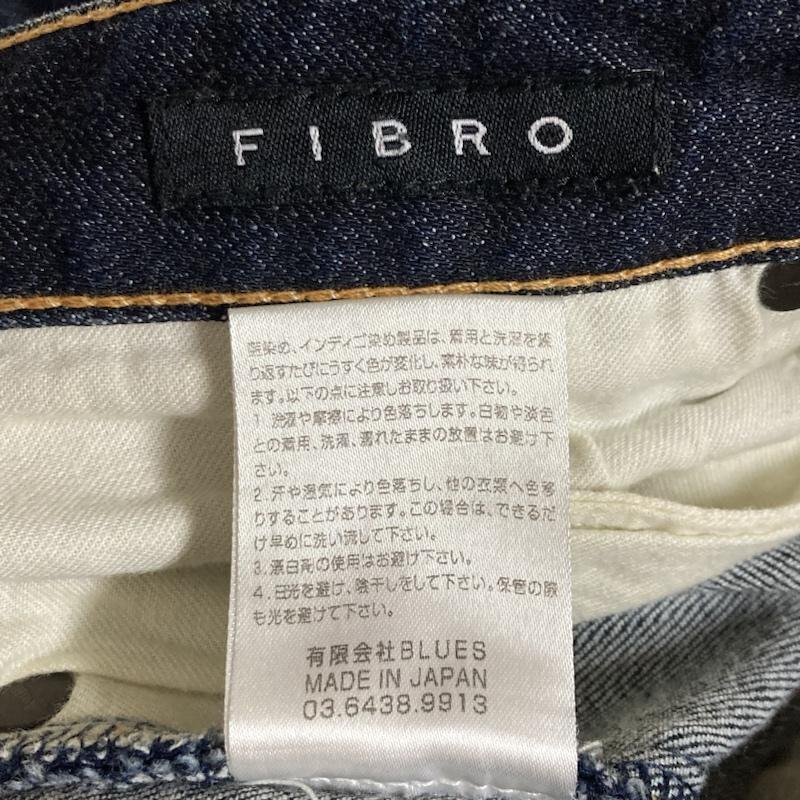 FIBRO
藍染め、インディゴ染め製品は、着用と洗濯を繰
り返すたびにうすく色が変化し、素朴な味が得られ
ます。以下の点に注意しお取り扱い下さい。
1. 洗濯や摩擦により色落ちします。白物や淡色
との着用、洗濯、濡れたままの放置はお避け下
さい。
2. 汗や湿気により色落ちし、他の衣類へ色移
りすることがあります。この場合は、できるだ
け早めに洗い流して下さい。
3. 漂白剤の使用はお避け下さい。
4. 日光を避け、陰干しをして下さい。保管の際
も光を避けて下さい。
有限会社BLUES
MADE IN JAPAN
03.6438.9913